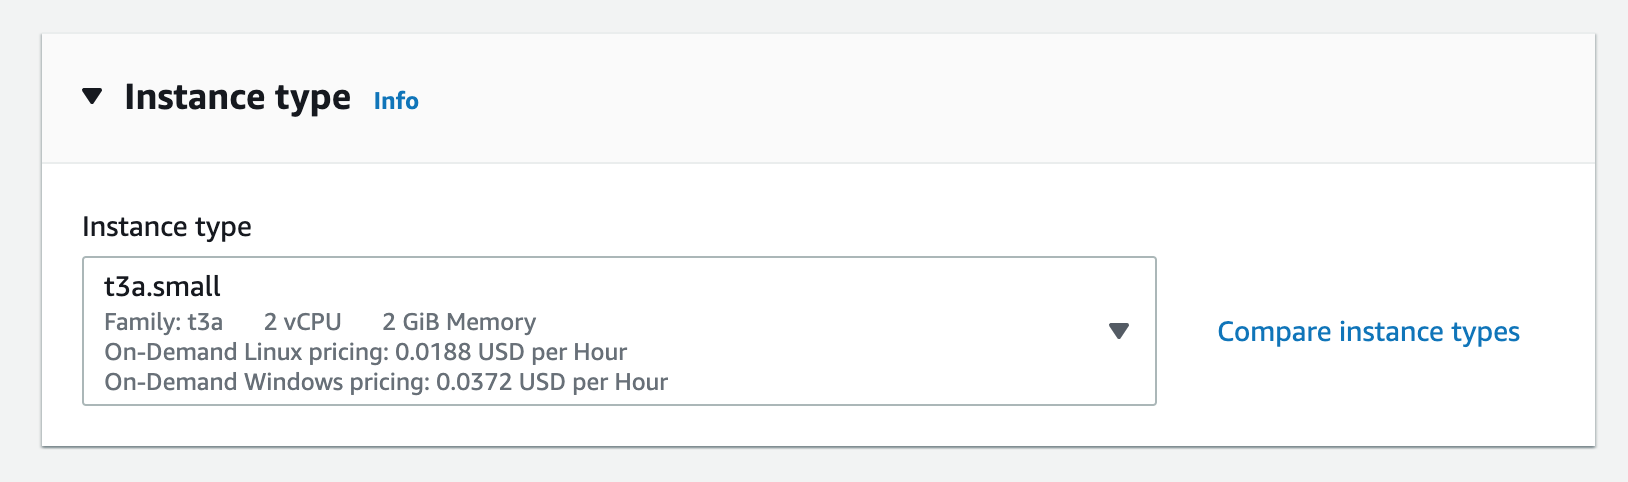 Instance type Info
Instance type
t3a.small
Family: t3a 2 vCPU 2 GiB Memory
On-Demand Linux pricing: 0.0188 USD per Hour
On-Demand Windows pricing: 0.0372 USD per Hour
Compare instance types